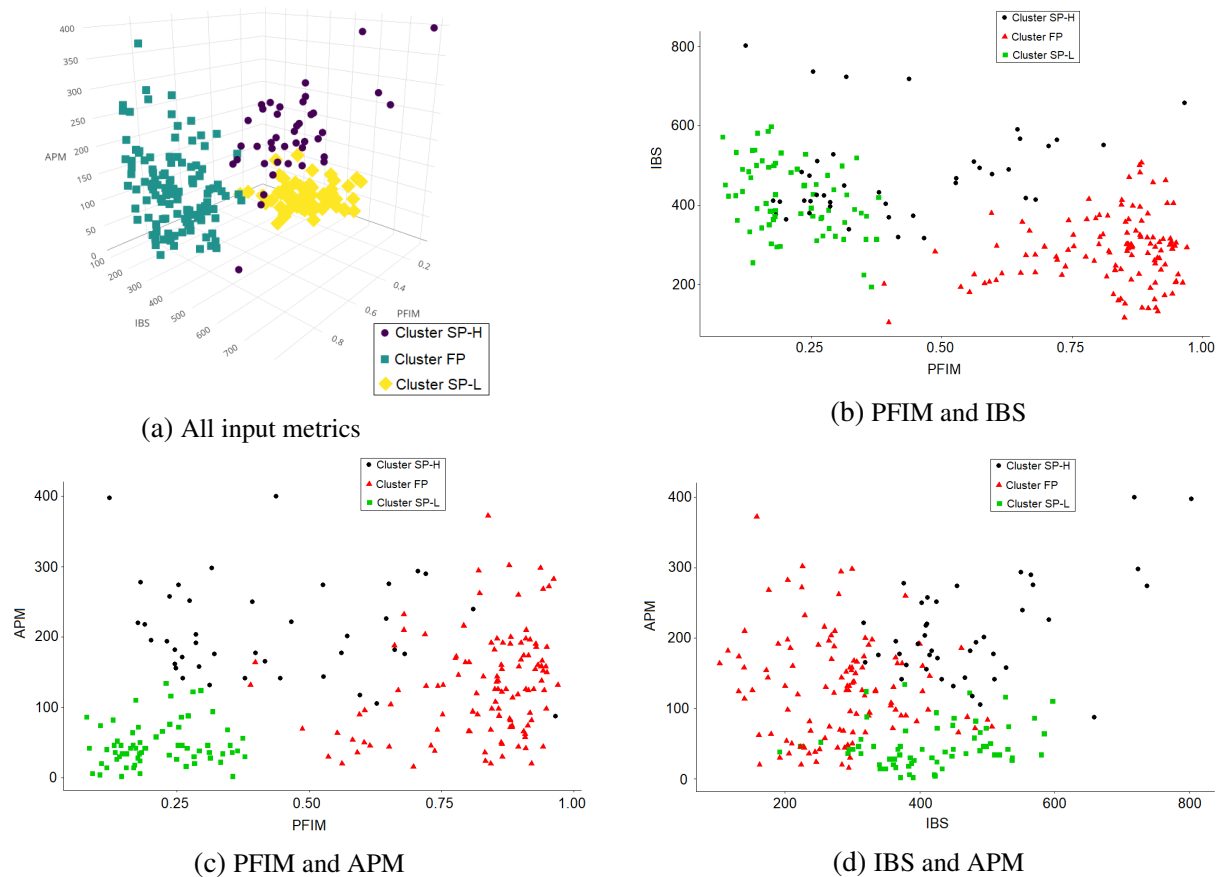 400
350
300
250
200
150
100
50
0
APM
100
200
300
400
500
600
700
IBS
0.2
0.4
0.6
0.8
PFIM
Cluster SP-H
Cluster FP
Cluster SP-L
(a) All input metrics
Cluster SP-H
Cluster FP
Cluster SP-L
800
600
400
200
IBS
0.25
0.50
0.75
1.00
PFIM
(b) PFIM and IBS
Cluster SP-H
Cluster FP
Cluster SP-L
400
300
200
100
0
APM
0.25
0.50
0.75
1.00
PFIM
(c) PFIM and APM
Cluster SP-H
Cluster FP
Cluster SP-L
400
300
200
100
0
APM
200
400
600
800
IBS
(d) IBS and APM